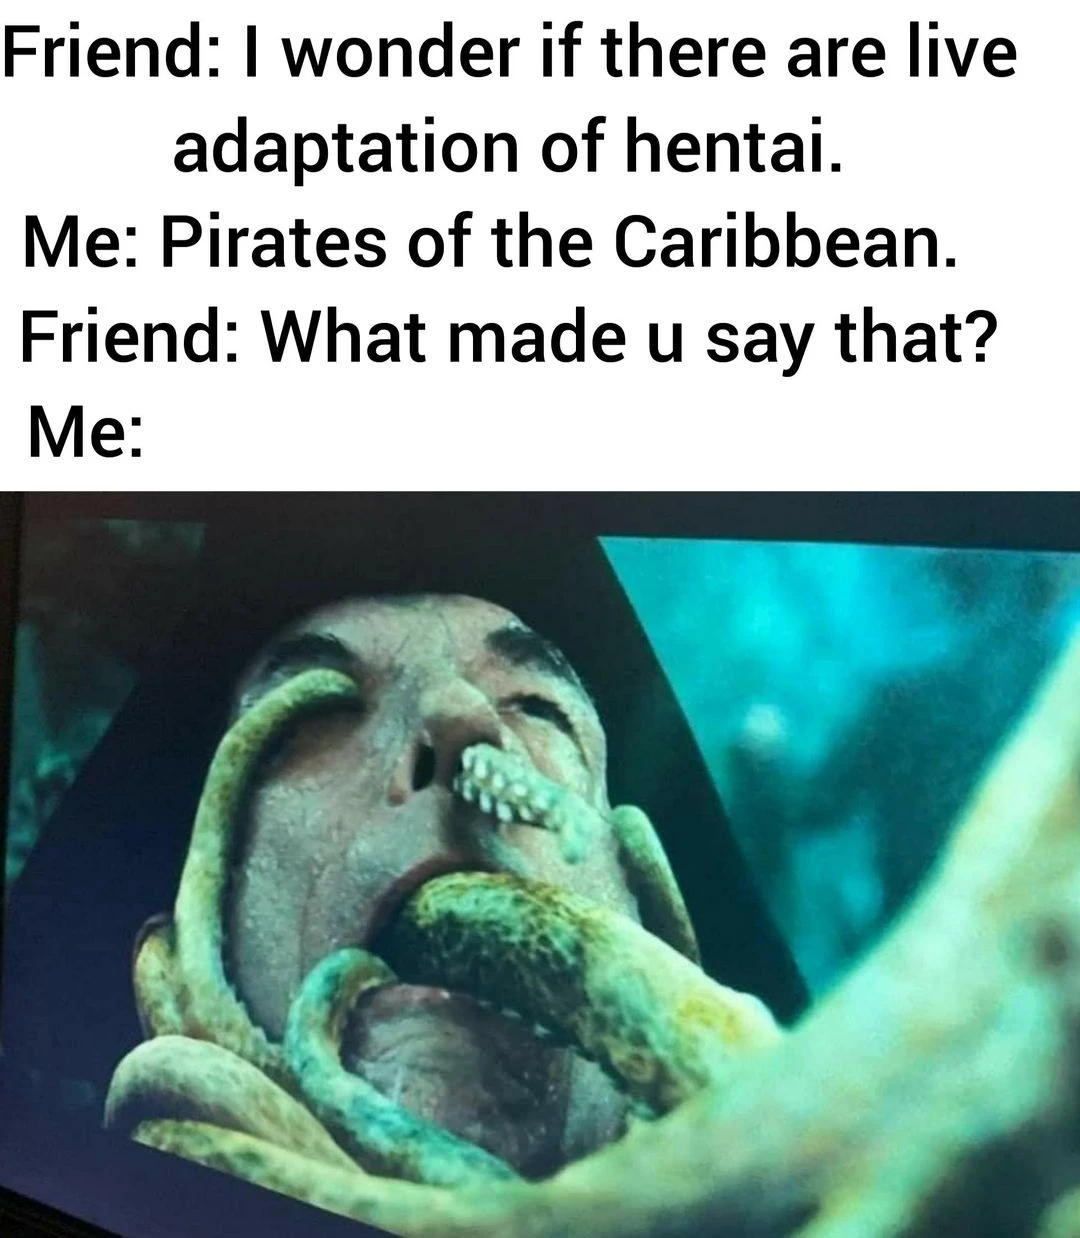 Friend: I wonder if there are live
adaptation of hentai.
Me: Pirates of the Caribbean.
Friend: What made u say that?
Me: